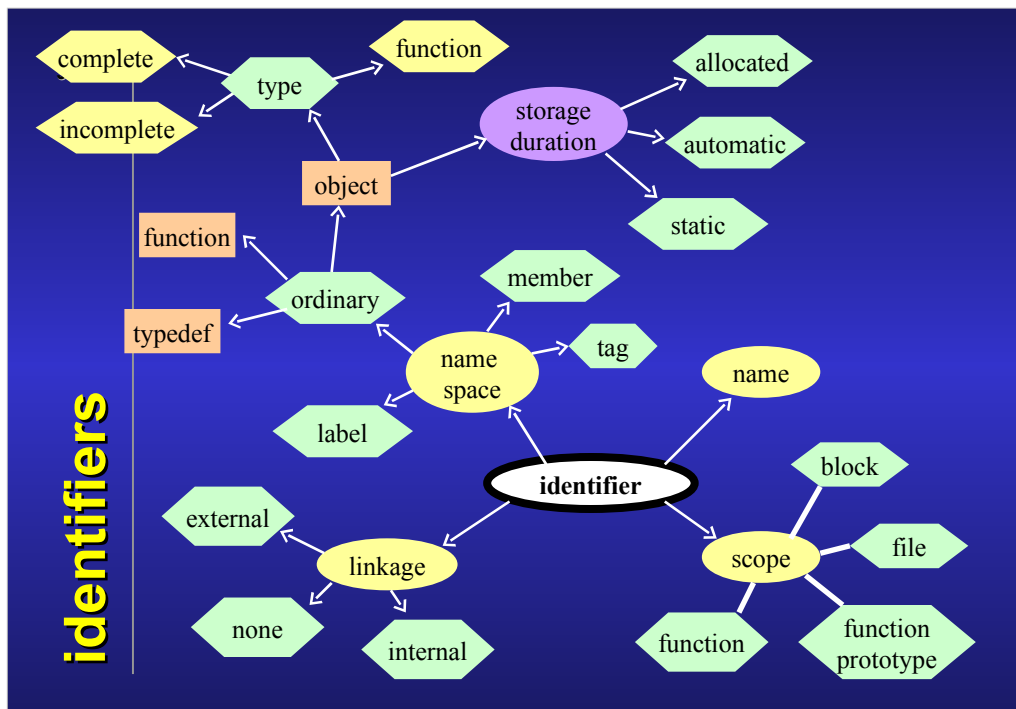 complete
function
type
allocated
incomplete
storage
duration
automatic
object
function
static
member
ordinary
typedef
tag
name
space
name
label
block
identifier
external
file
scope
linkage
none
internal
function
function
prototype
identifiers